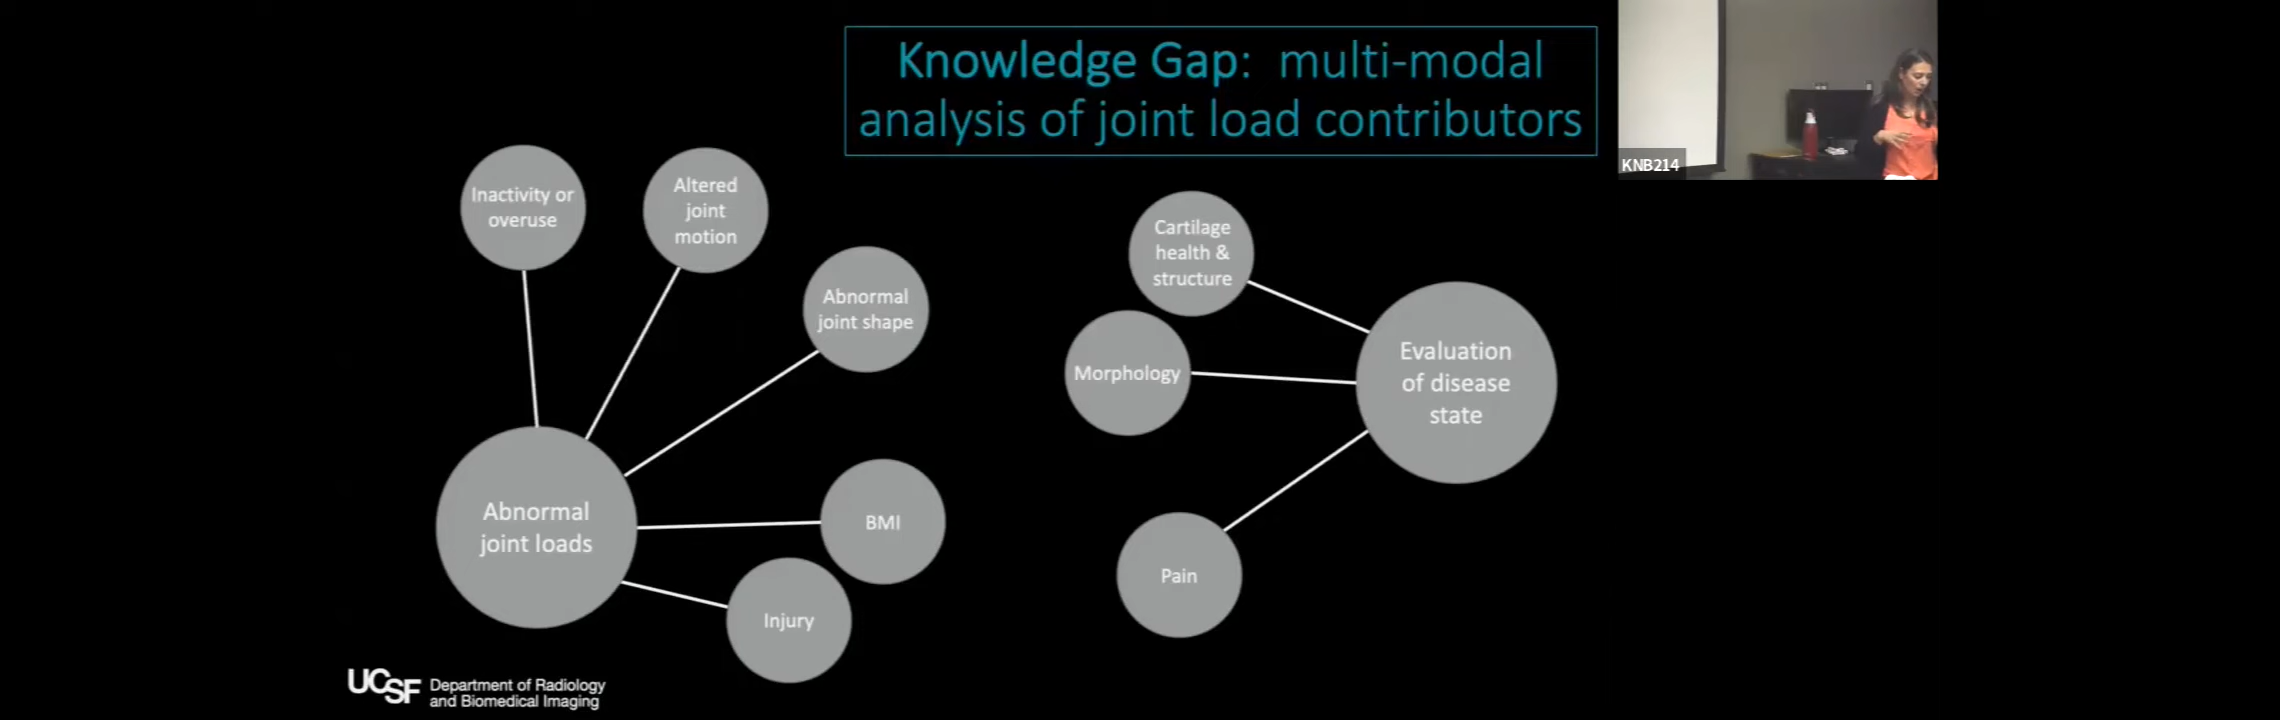 Knowledge Gap: multi-modal
analysis of joint load contributors
KNB214
Inactivity or
overuse
Altered
joint
motion
Abnormal
joint shape
Abnormal
joint loads
BMI
Injury
Cartilage
health &
structure
Morphology
Pain
Evaluation
of disease
state
UCSF
Department of Radiology
and Biomedical Imaging